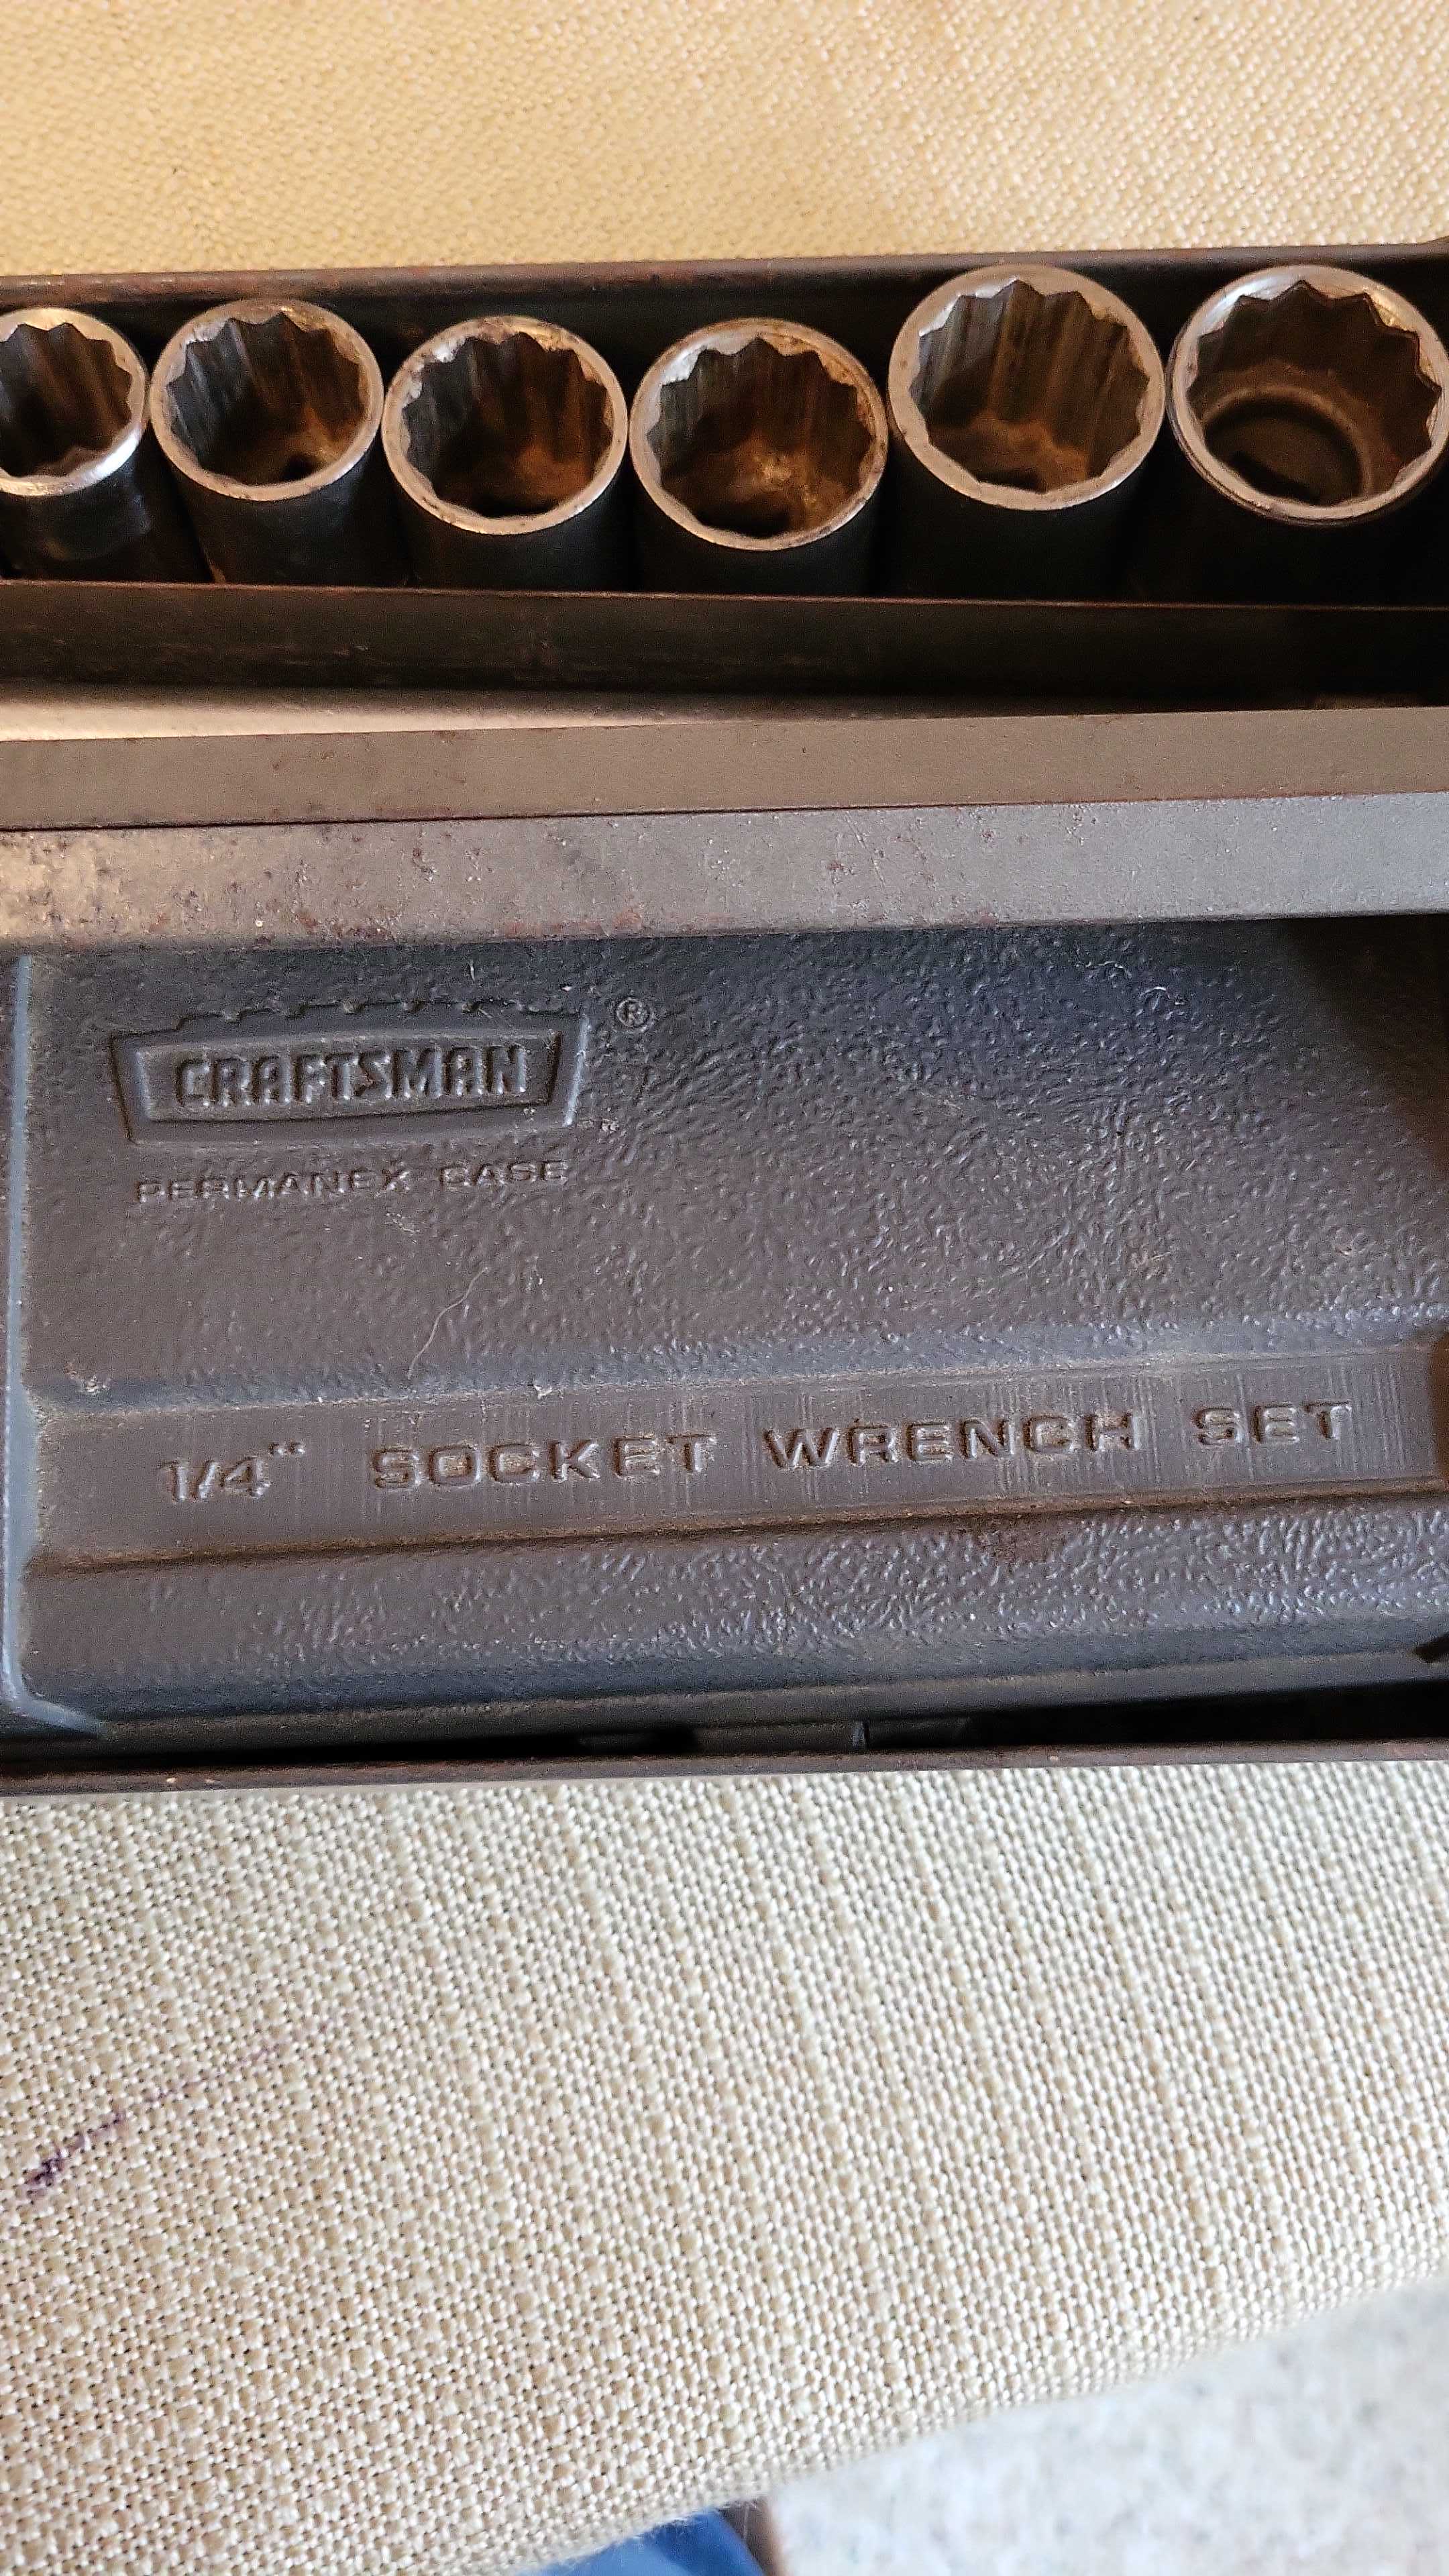 CRAFTSMAN ®
PERMANEX CASE
1/4" SOCKET WRENCH SET